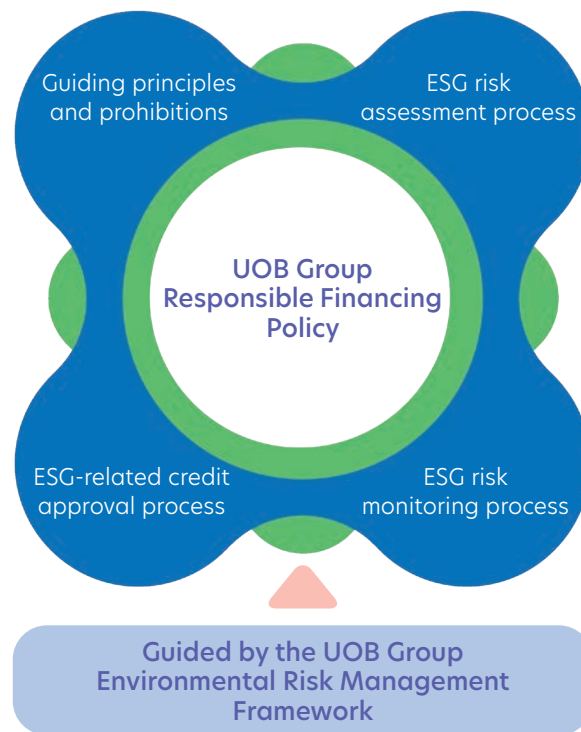 Guiding principles
and prohibitions
ESG risk
assessment process
UOB Group
Responsible Financing
Policy
ESG-related credit
approval process
ESG risk
monitoring process
Guided by the UOB Group
Environmental Risk Management
Framework